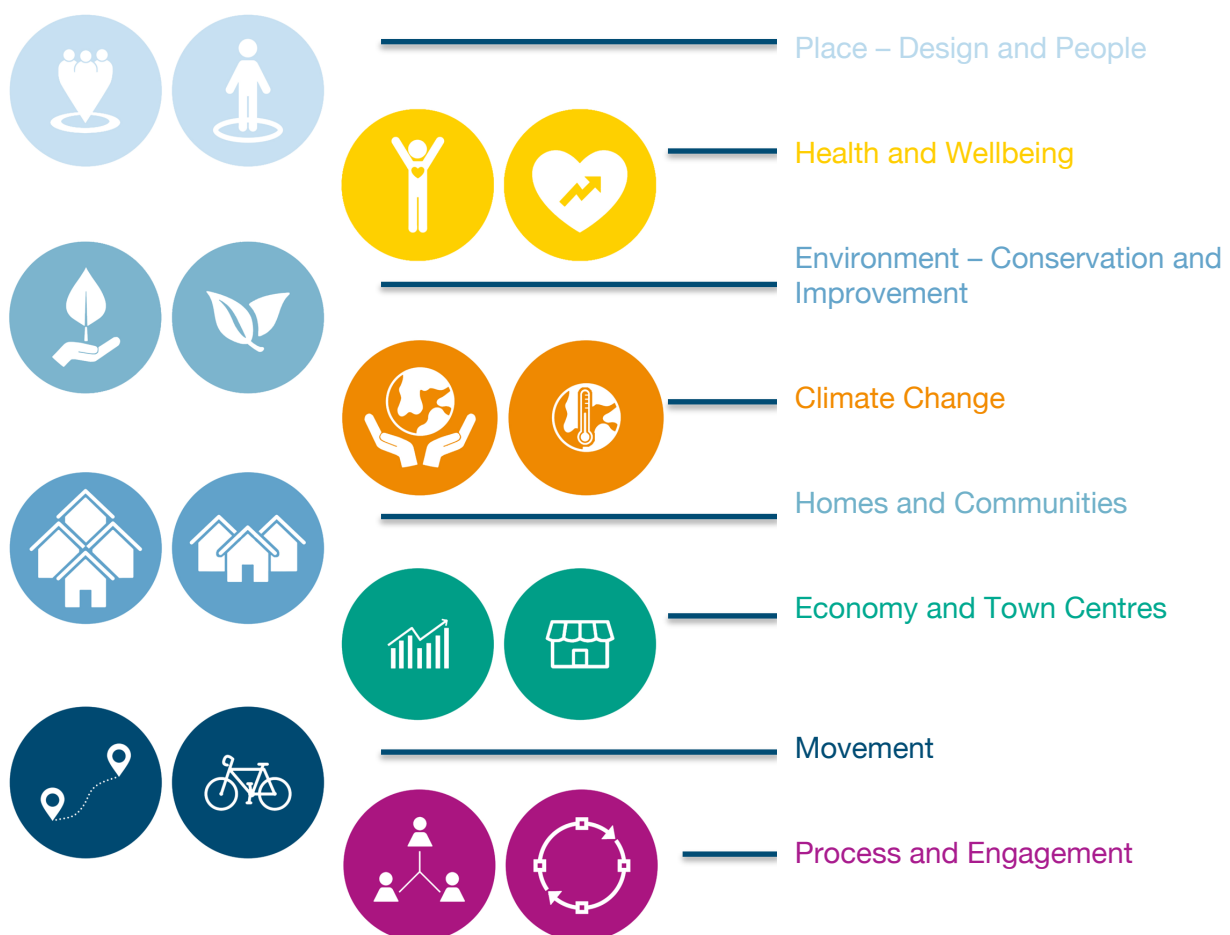 Place – Design and People
Health and Wellbeing
Environment – Conservation and
Improvement
Climate Change
Homes and Communities
Economy and Town Centres
Movement
Process and Engagement